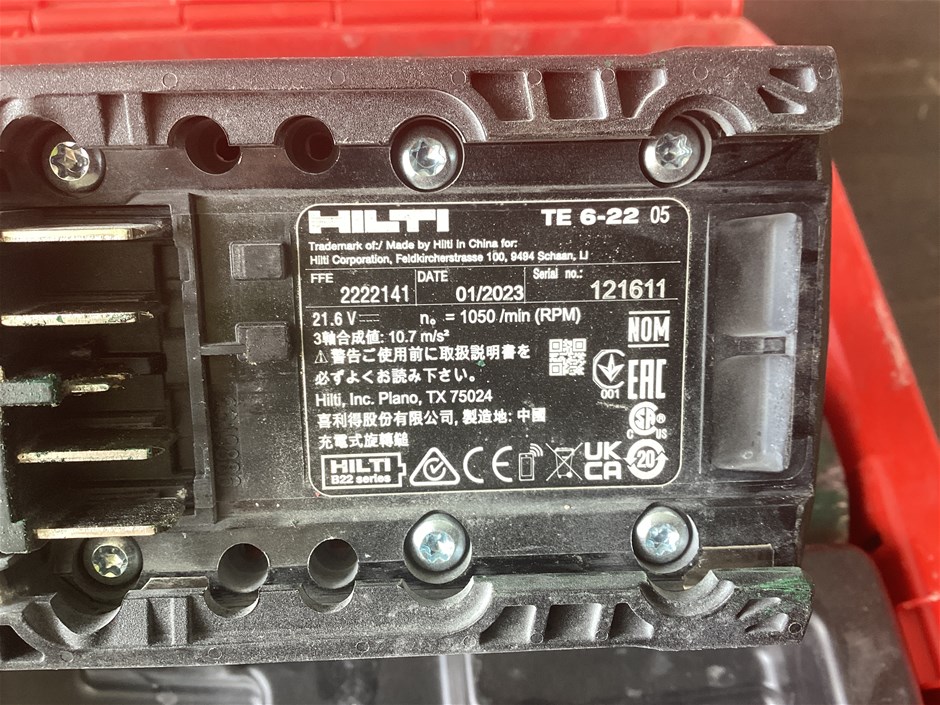 HILTI TE 6-22 05
Trademark of:/ Made by Hilti in China for:
Hilti Corporation, Feldkircherstrasse 100, 9494 Schaan, LI
FFE DATE Serial no.:
2222141 01/2023 121611
21.6 V n₀ = 1050 /min (RPM)
3軸合成値: 10.7 m/s²
NOM
⚠警告ご使用前に取扱説明書を
必ずよくお読み下さい。
001 EAC
Hilti, Inc. Plano, TX 75024
喜利得股份有限公司, 製造地: 中國
C US ®
充電式旋轉鎚
HILTI
B22 series
CE
UK
CA
20